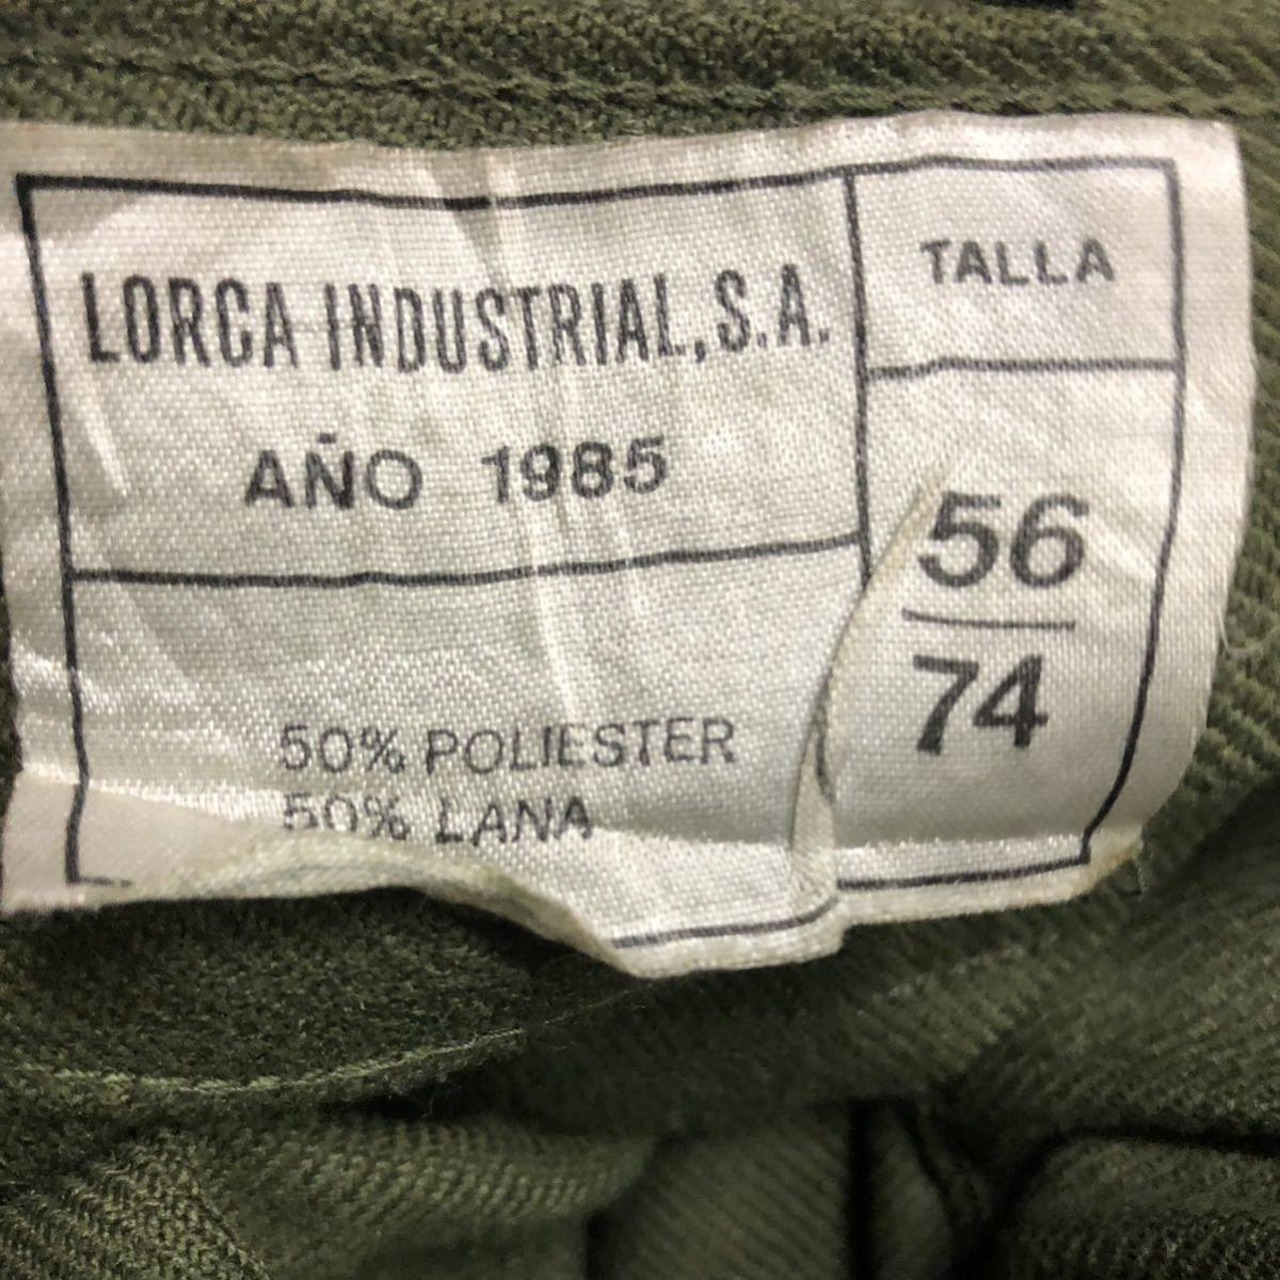 LORCA INDUSTRIAL, S.A.
AÑO 1985
50% POLIESTER
50% LANA
TALLA
56
74